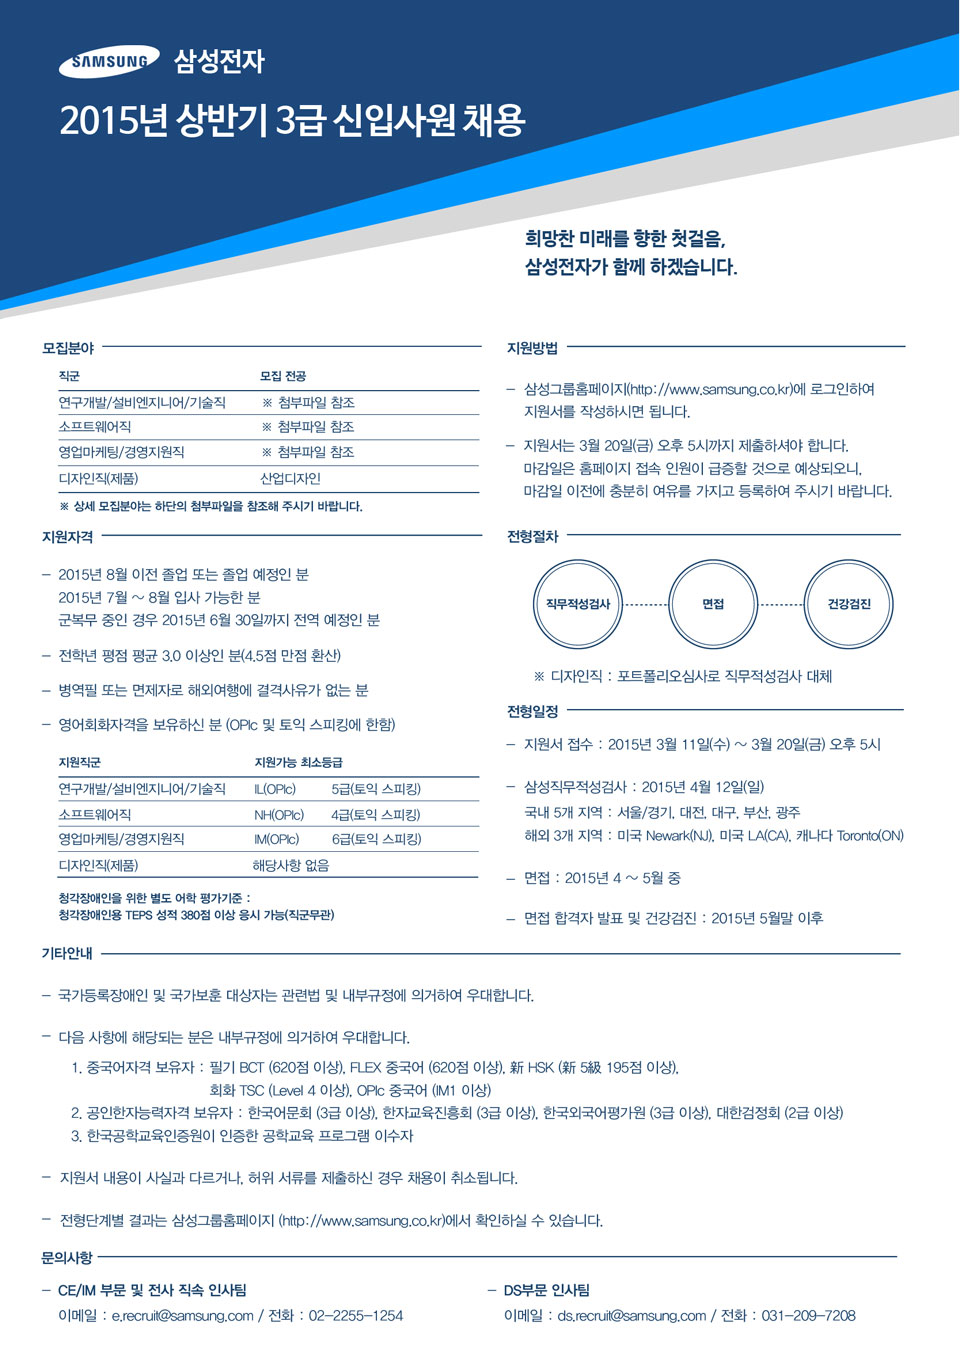 SAMSUNG 삼성전자
2015년 상반기 3급 신입사원 채용
희망찬 미래를 향한 첫걸음,
삼성전자가 함께 하겠습니다.
모집분야
직군 모집 전공
연구개발/설비엔지니어/기술직 ※ 첨부파일 참조
소프트웨어직 ※ 첨부파일 참조
영업마케팅/경영지원직 ※ 첨부파일 참조
디자인직(제품) 산업디자인
※ 상세 모집분야는 하단의 첨부파일을 참조해 주시기 바랍니다.
지원자격
– 2015년 8월 이전 졸업 또는 졸업 예정인 분
2015년 7월 ~ 8월 입사 가능한 분
군복무 중인 경우 2015년 6월 30일까지 전역 예정인 분
– 전학년 평점 평균 3.0 이상인 분(4.5점 만점 환산)
– 병역필 또는 면제자로 해외여행에 결격사유가 없는 분
– 영어회화자격을 보유하신 분 (OPIc 및 토익 스피킹에 한함)
지원직군 지원가능 최소등급
연구개발/설비엔지니어/기술직 IL(OPIc) 5급(토익 스피킹)
소프트웨어직 NH(OPIc) 4급(토익 스피킹)
영업마케팅/경영지원직 IM(OPIc) 6급(토익 스피킹)
디자인직(제품) 해당사항 없음
청각장애인을 위한 별도 어학 평가기준 :
청각장애인용 TEPS 성적 380점 이상 응시 가능(직군무관)
지원방법
– 삼성그룹홈페이지(http://www.samsung.co.kr)에 로그인하여
지원서를 작성하시면 됩니다.
– 지원서는 3월 20일(금) 오후 5시까지 제출하셔야 합니다.
마감일은 홈페이지 접속 인원이 급증할 것으로 예상되오니,
마감일 이전에 충분히 여유를 가지고 등록하여 주시기 바랍니다.
전형절차
직무적성검사 면접 건강검진
※ 디자인직 : 포트폴리오심사로 직무적성검사 대체
전형일정
– 지원서 접수 : 2015년 3월 11일(수) ~ 3월 20일(금) 오후 5시
– 삼성직무적성검사 : 2015년 4월 12일(일)
국내 5개 지역 : 서울/경기, 대전, 대구, 부산, 광주
해외 3개 지역 : 미국 Newark(NJ), 미국 LA(CA), 캐나다 Toronto(ON)
– 면접 : 2015년 4 ~ 5월 중
– 면접 합격자 발표 및 건강검진 : 2015년 5월말 이후
기타안내
– 국가등록장애인 및 국가보훈 대상자는 관련법 및 내부규정에 의거하여 우대합니다.
– 다음 사항에 해당되는 분은 내부규정에 의거하여 우대합니다.
1. 중국어자격 보유자 : 필기 BCT (620점 이상), FLEX 중국어 (620점 이상), 新 HSK (新 5級 195점 이상),
회화 TSC (Level 4 이상), OPIc 중국어 (IM1 이상)
2. 공인한자능력자격 보유자 : 한국어문회 (3급 이상), 한자교육진흥회 (3급 이상), 한국외국어평가원 (3급 이상), 대한검정회 (2급 이상)
3. 한국공학교육인증원이 인증한 공학교육 프로그램 이수자
– 지원서 내용이 사실과 다르거나, 허위 서류를 제출하신 경우 채용이 취소됩니다.
– 전형단계별 결과는 삼성그룹홈페이지 (http://www.samsung.co.kr)에서 확인하실 수 있습니다.
문의사항
– CE/IM 부문 및 전사 직속 인사팀
이메일 : e.recruit@samsung.com / 전화 : 02-2255-1254
– DS부문 인사팀
이메일 : ds.recruit@samsung.com / 전화 : 031-209-7208